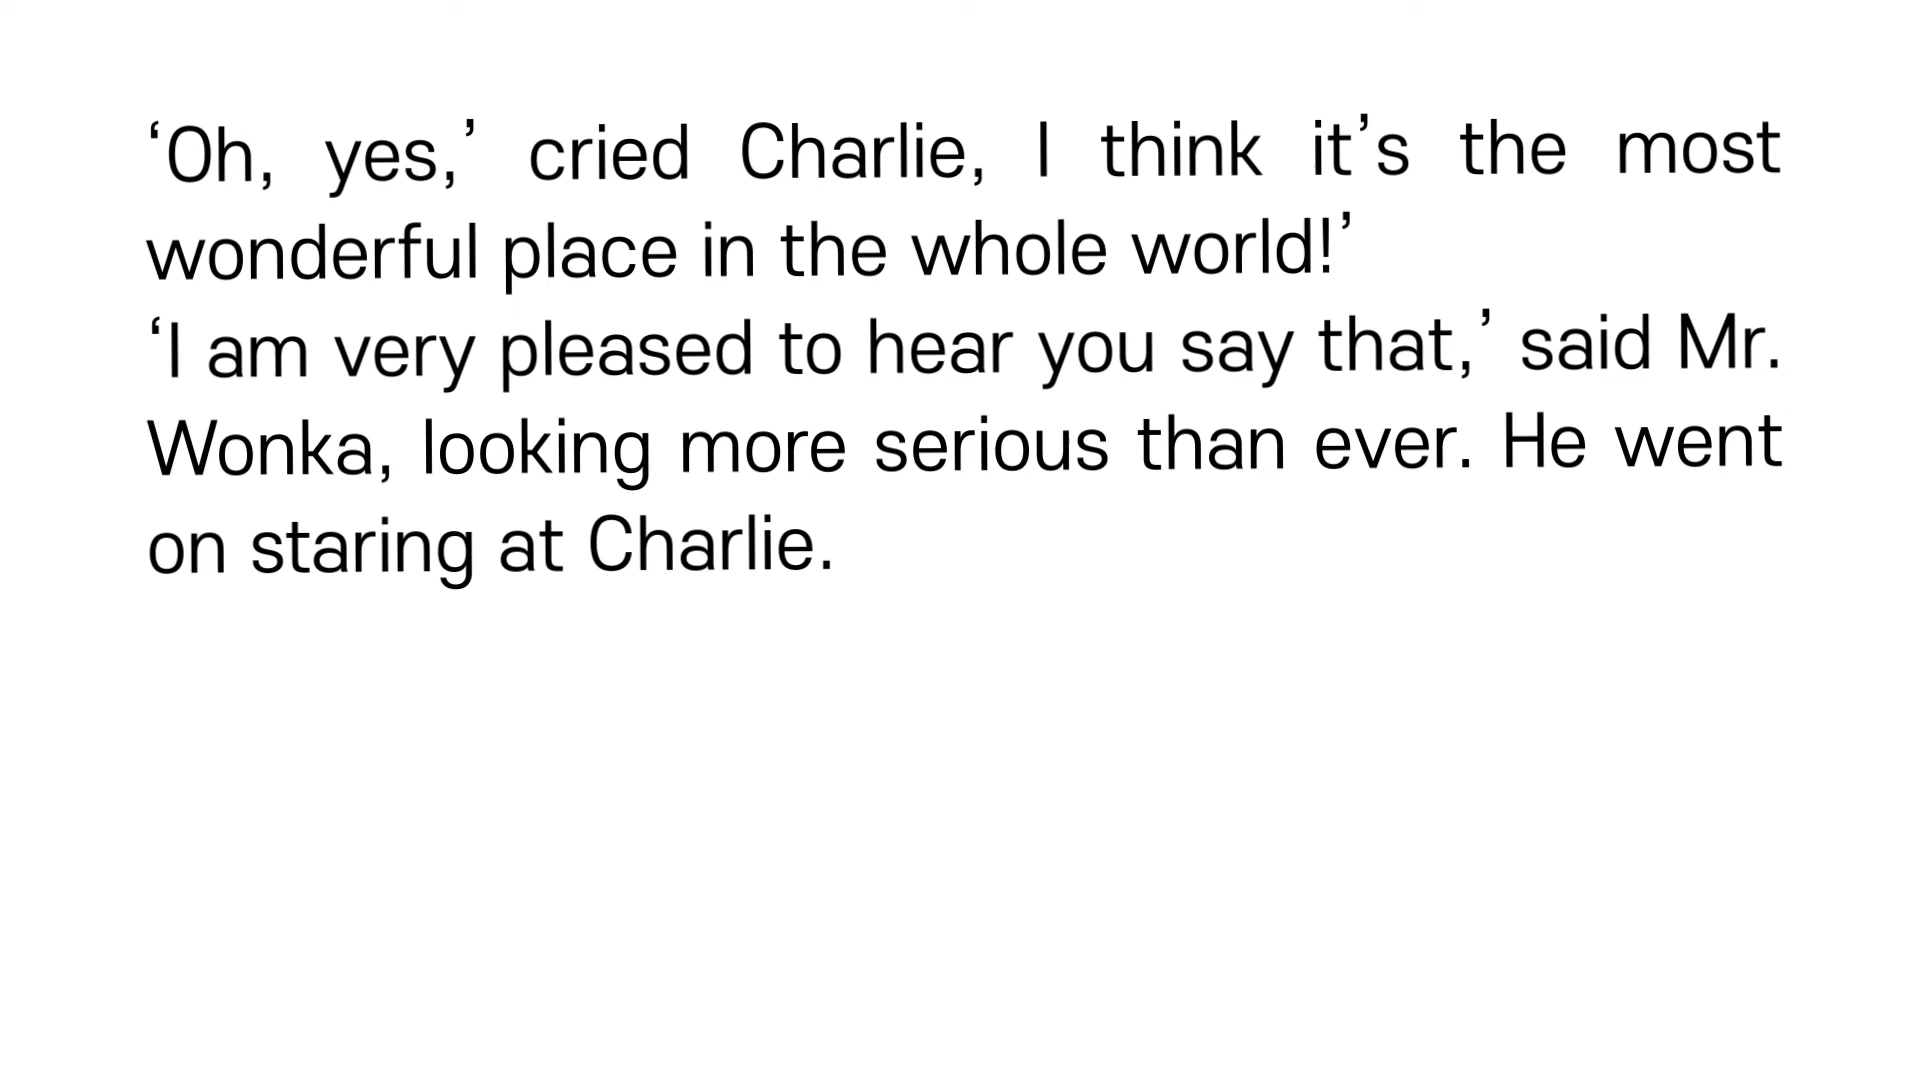 ‘Oh, yes,’ cried Charlie, I think it’s the most
wonderful place in the whole world!’
‘I am very pleased to hear you say that,’ said Mr.
Wonka, looking more serious than ever. He went
on staring at Charlie.